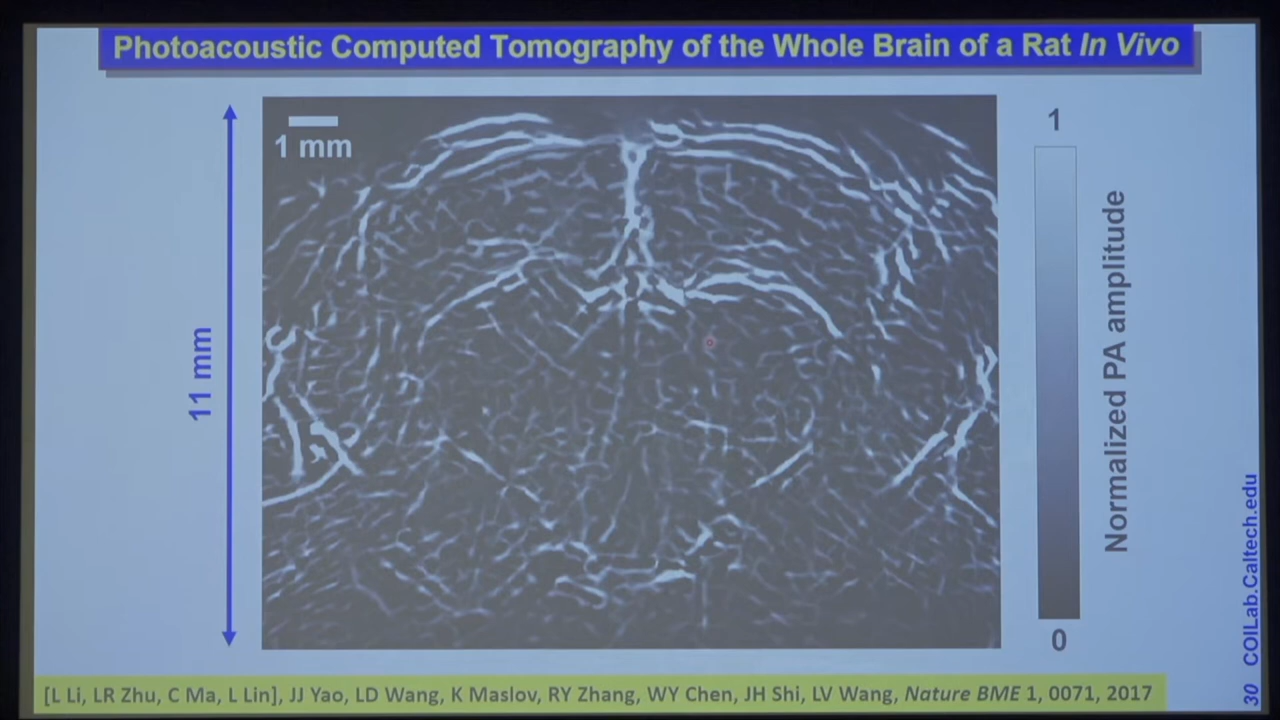 Photoacoustic Computed Tomography of the Whole Brain of a Rat In Vivo
1 mm
11 mm
1
Normalized PA amplitude
0
[L Li, LR Zhu, C Ma, L Lin], JJ Yao, LD Wang, K Maslov, RY Zhang, WY Chen, JH Shi, LV Wang, Nature BME 1, 0071, 2017
30 COILab.Caltech.edu